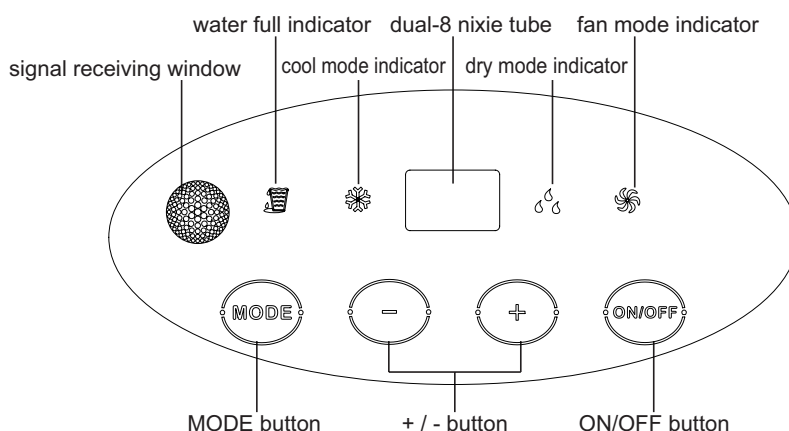 water full indicator dual-8 nixie tube fan mode indicator
signal receiving window cool mode indicator dry mode indicator
MODE - + ON/OFF
MODE button + / - button ON/OFF button